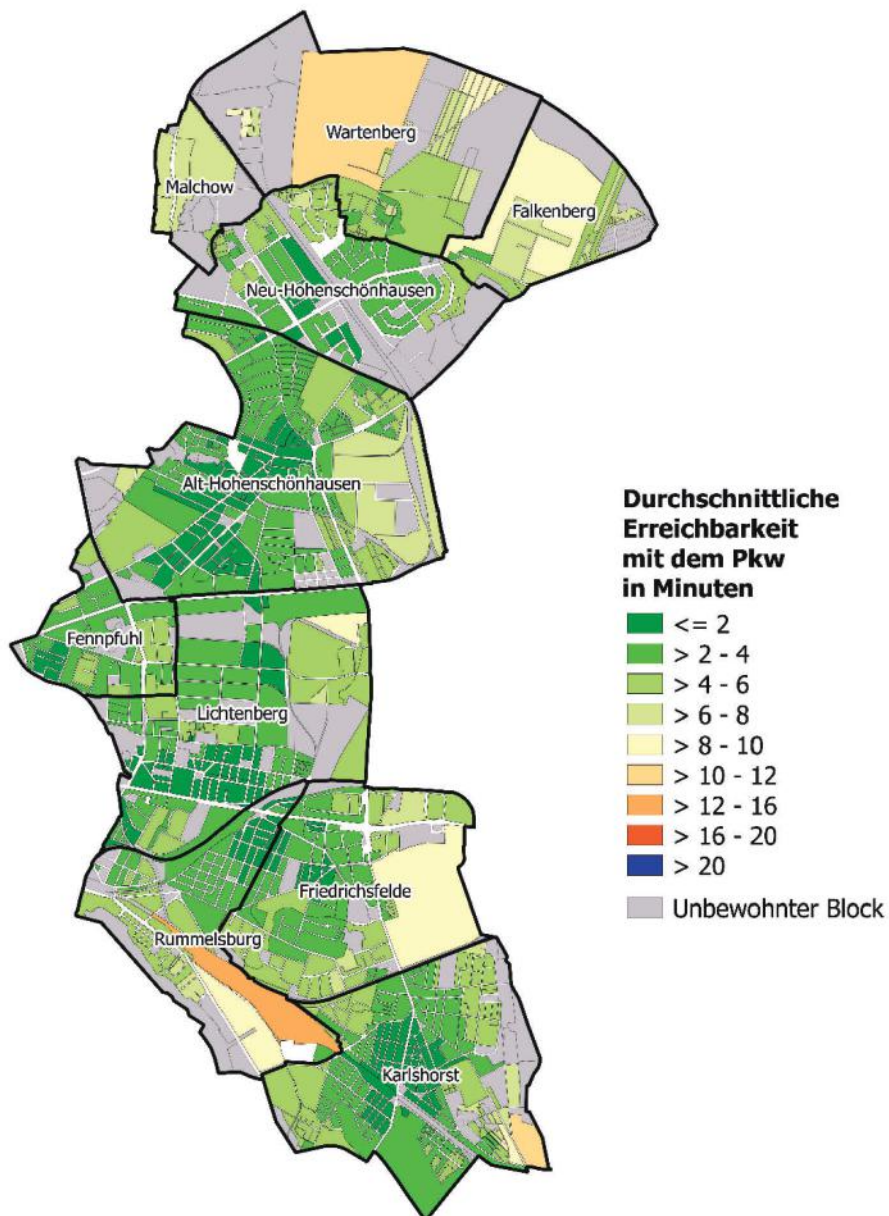 Wartenberg
Malchow
Falkenberg
Neu-Hohenschönhausen
Alt-Hohenschönhausen
Fennpfuhl
Lichtenberg
Friedrichsfelde
Rummelsburg
Karlshorst
Durchschnittliche
Erreichbarkeit
mit dem Pkw
in Minuten
<= 2
> 2 - 4
> 4 - 6
> 6 - 8
> 8 - 10
> 10 - 12
> 12 - 16
> 16 - 20
> 20
Unbewohnter Block